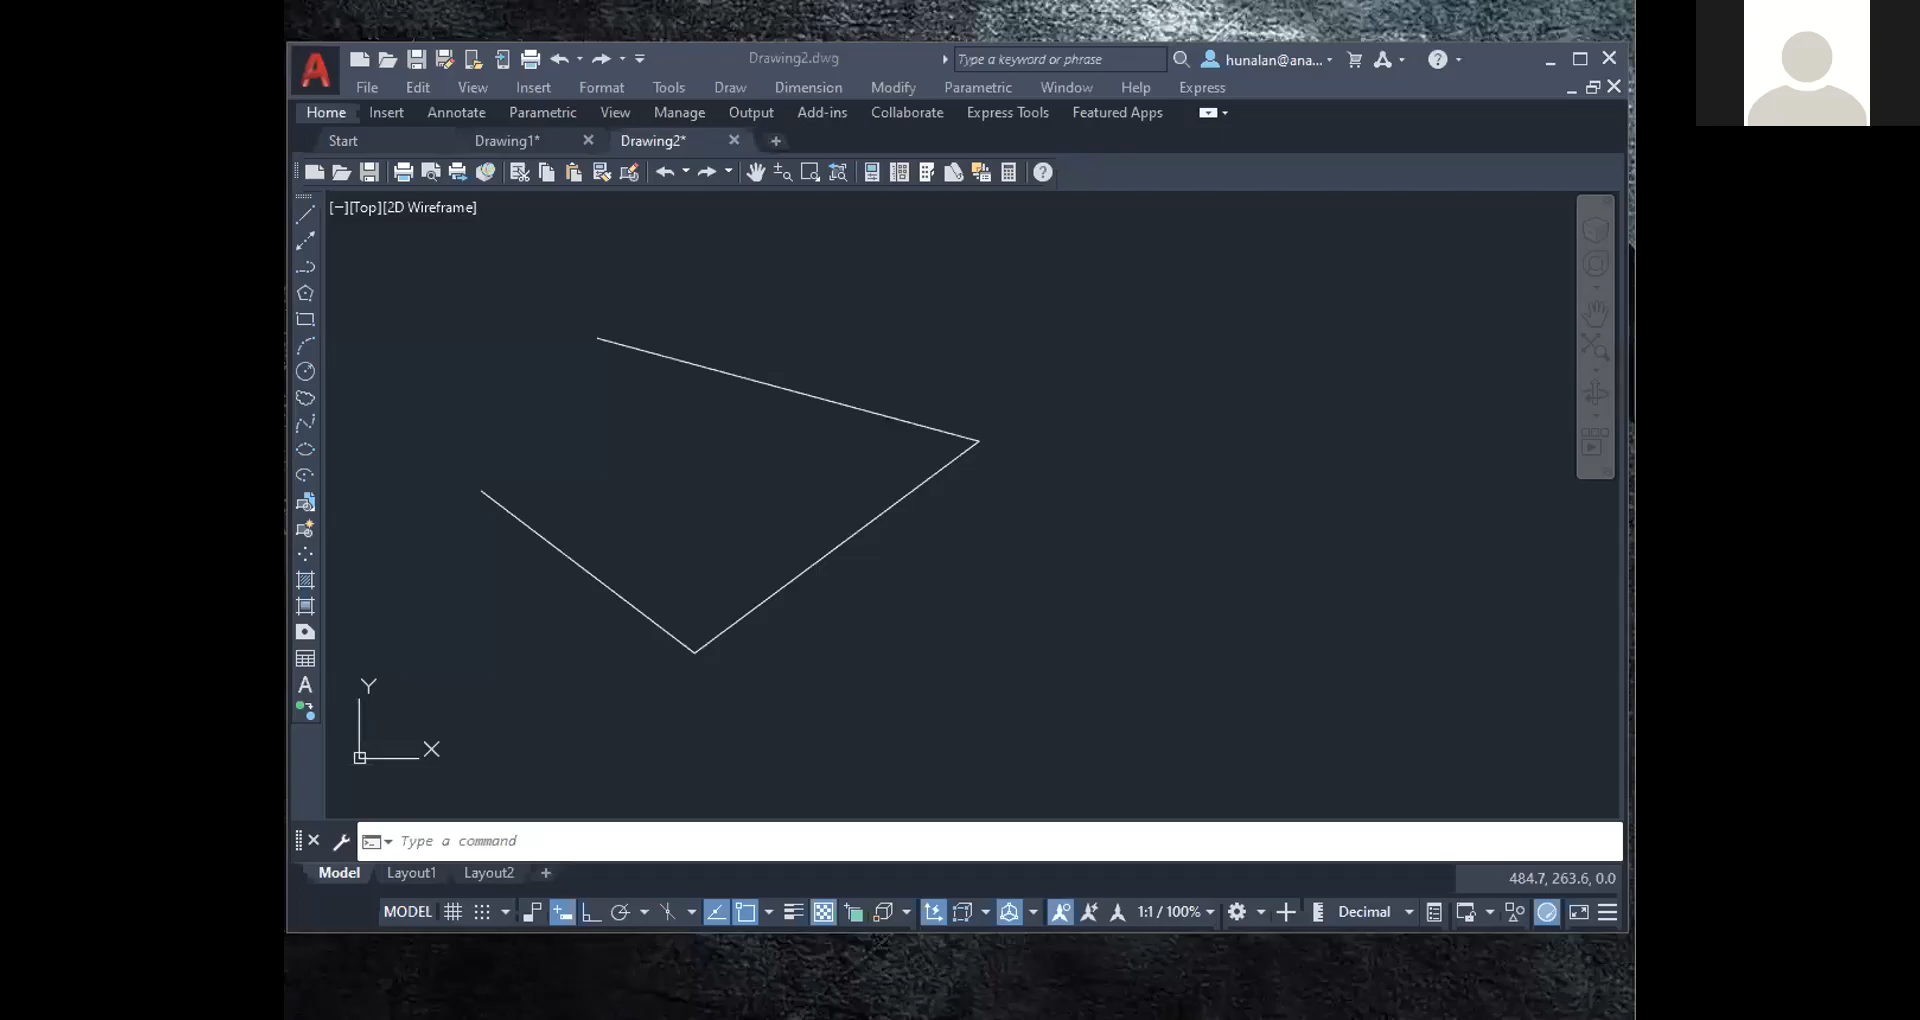 Drawing2.dwg
Type a keyword or phrase
hunalan@ana...
File Edit View Insert Format Tools Draw Dimension Modify Parametric Window Help Express
Home Insert Annotate Parametric View Manage Output Add-ins Collaborate Express Tools Featured Apps
Start Drawing1* Drawing2*
[−][Top][2D Wireframe]
Y
X
Type a command
Model Layout1 Layout2
484.7, 263.6, 0.0
MODEL 1:1 / 100% Decimal